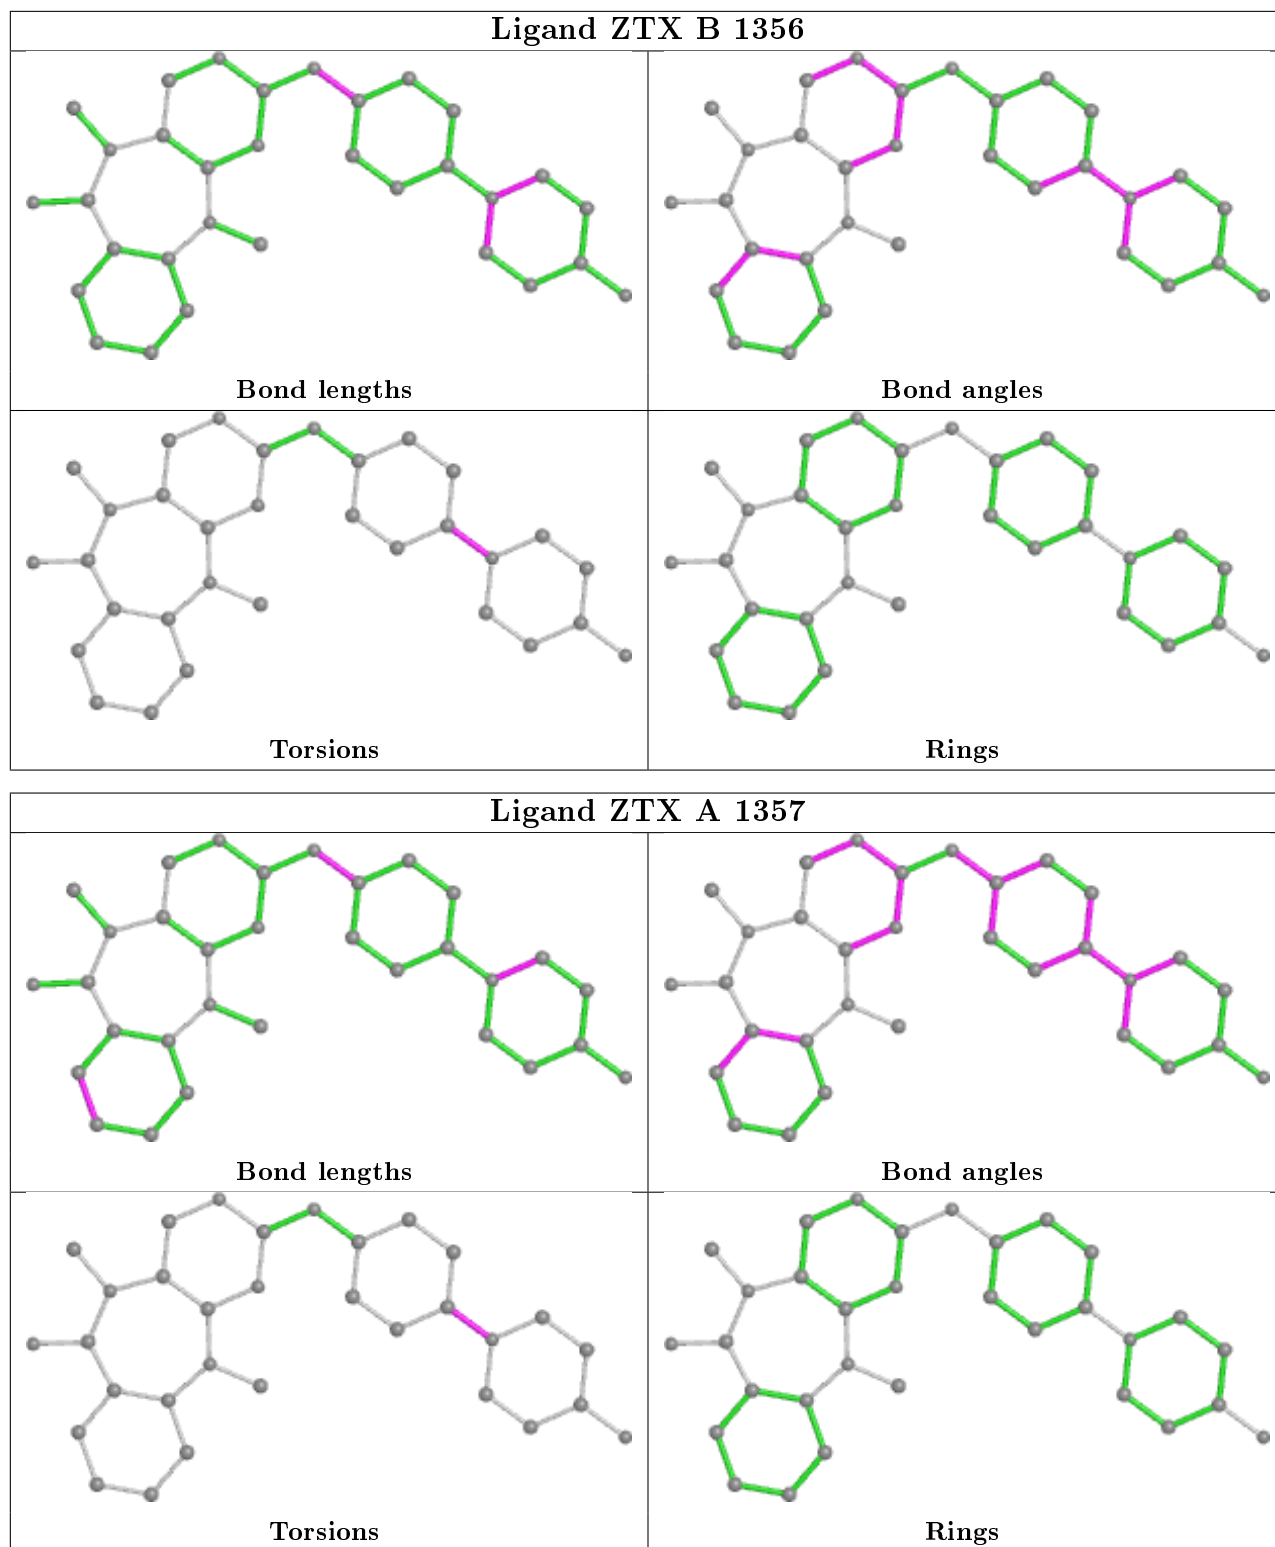 Ligand ZTX B 1356
Bond lengths
Bond angles
Torsions
Rings
Ligand ZTX A 1357
Bond lengths
Bond angles
Torsions
Rings